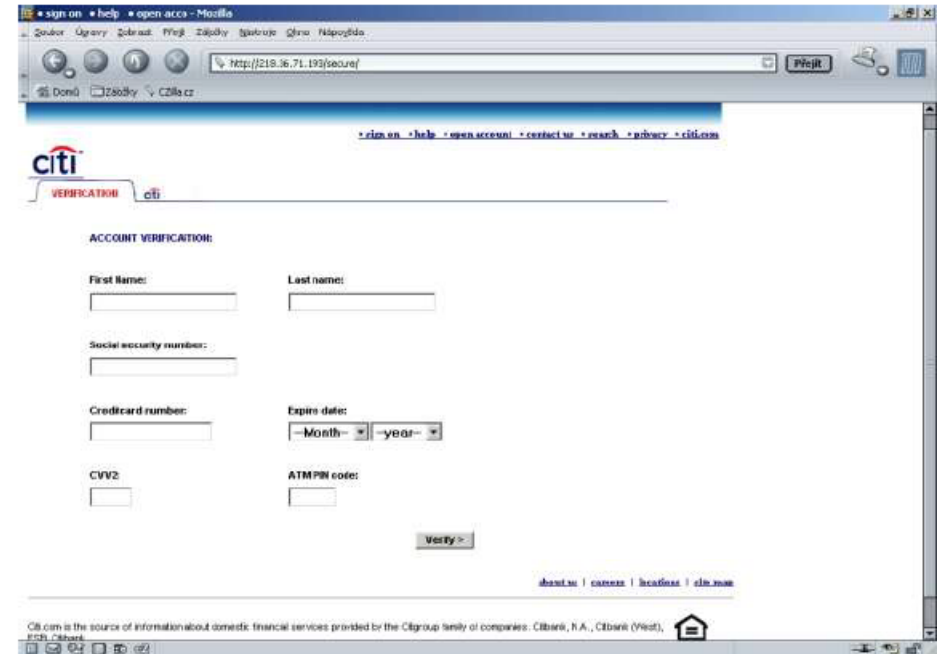 • sign on • help • open acco - Mozilla
Soubor Úpravy Zobrazit Přejít Záložky Nástroje Okno Nápověda
http://218.36.71.193/secure/ Přejít
Domů Záložky CZilla.cz
• sign on • help • open account • contact us • search • privacy • citi.com
citi
VERIFICATION citi
ACCOUNT VERIFICAITION:
First Name: Last name:
Social security number:
Creditcard number: Expire date:
--Month-- --year--
CVV2: ATM PIN code:
Verify >
about us | careers | locations | site map
Citi.com is the source of information about domestic financial services provided by the Citigroup family of companies. Citibank, N.A., Citibank (West),
FSB, Citibank